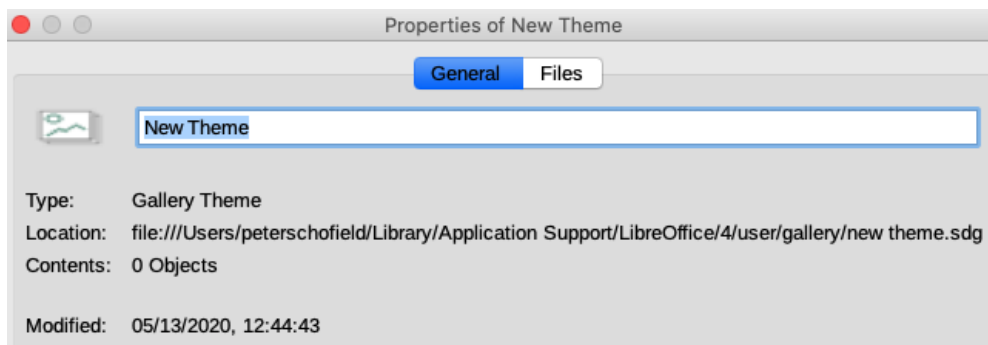 Properties of New Theme
General Files
New Theme
Type: Gallery Theme
Location: file:///Users/peterschofield/Library/Application Support/LibreOffice/4/user/gallery/new theme.sdg
Contents: 0 Objects
Modified: 05/13/2020, 12:44:43